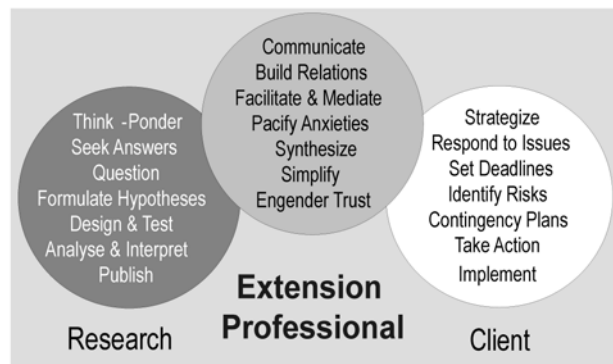 Communicate
Build Relations
Facilitate & Mediate
Pacify Anxieties
Synthesize
Simplify
Engender Trust
Think -Ponder
Seek Answers
Question
Formulate Hypotheses
Design & Test
Analyse & Interpret
Publish
Strategize
Respond to Issues
Set Deadlines
Identify Risks
Contingency Plans
Take Action
Implement
Research
Extension
Professional
Client